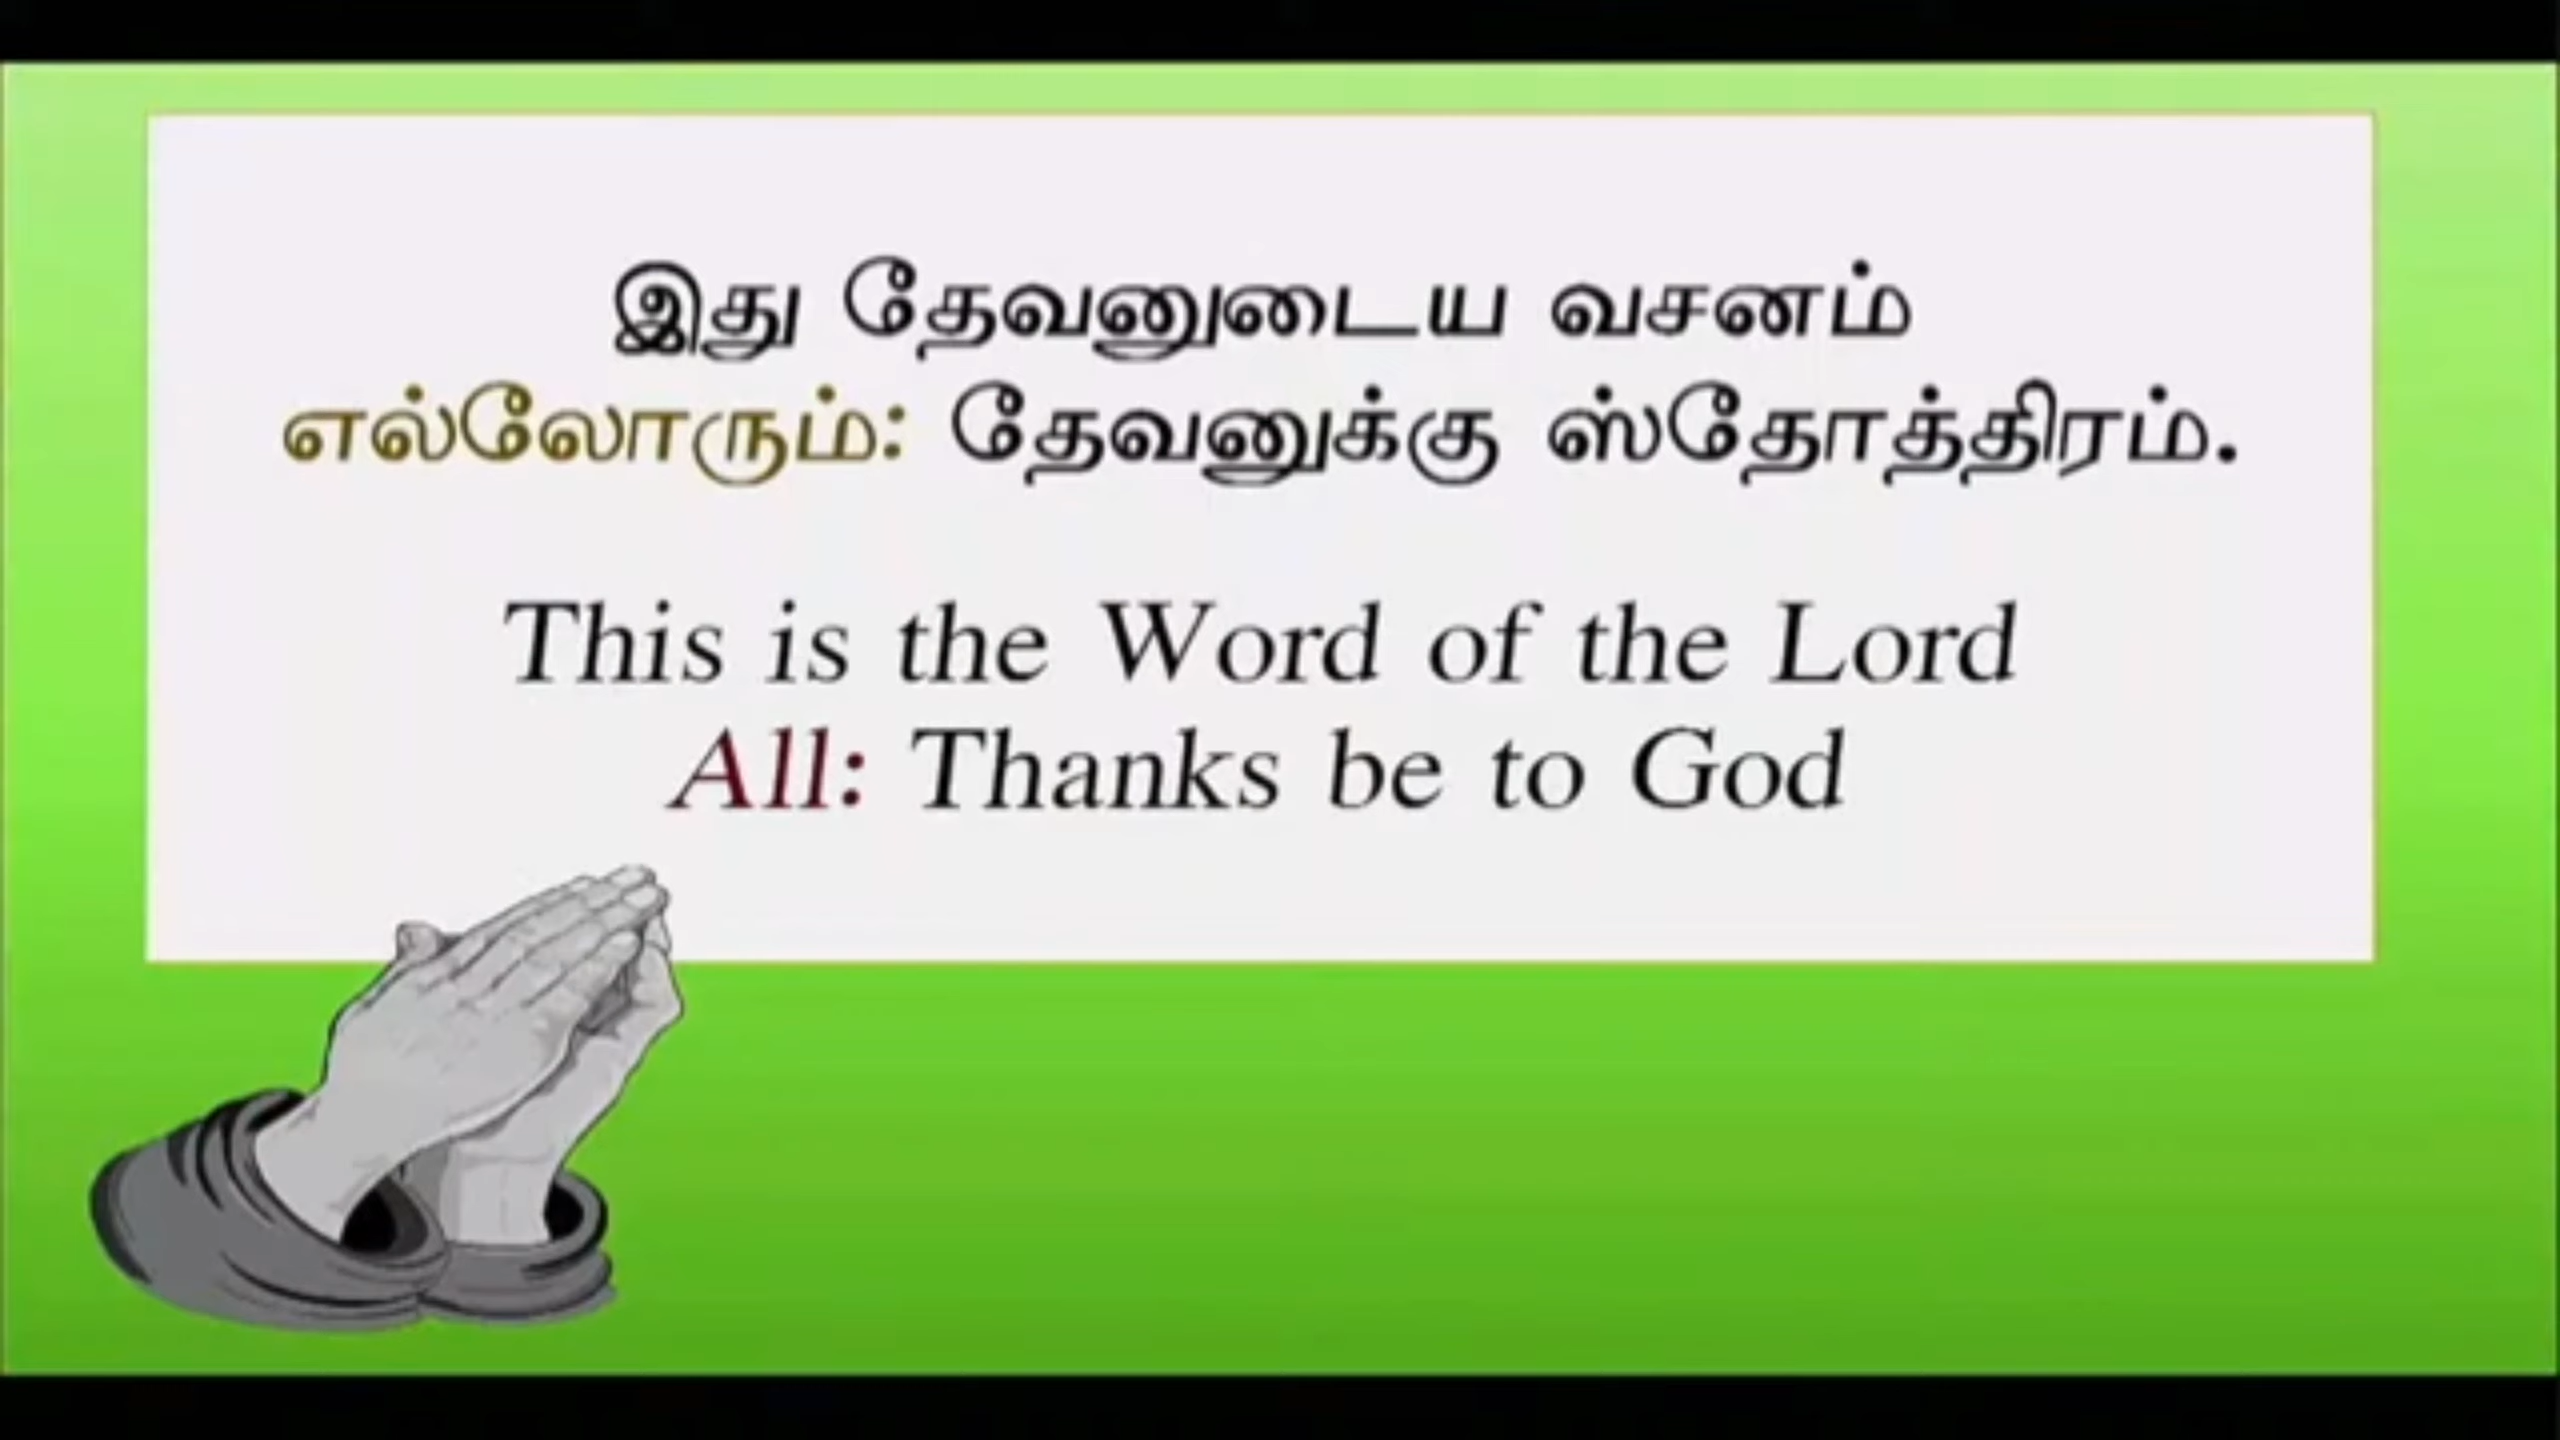 இது தேவனுடைய வசனம்
எல்லோரும்: தேவனுக்கு ஸ்தோத்திரம்.
This is the Word of the Lord
All: Thanks be to God